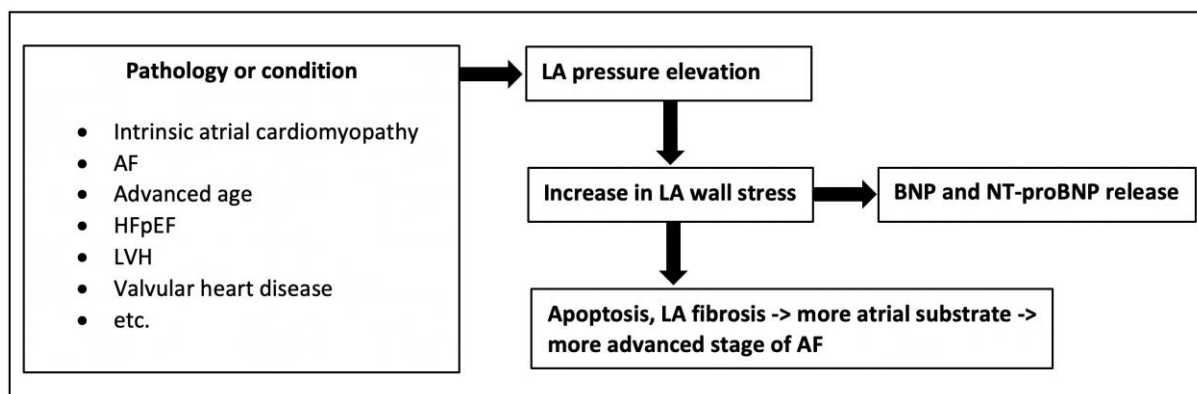 Pathology or condition
• Intrinsic atrial cardiomyopathy
• AF
• Advanced age
• HFpEF
• LVH
• Valvular heart disease
• etc.
LA pressure elevation
Increase in LA wall stress
BNP and NT-proBNP release
Apoptosis, LA fibrosis -> more atrial substrate ->
more advanced stage of AF